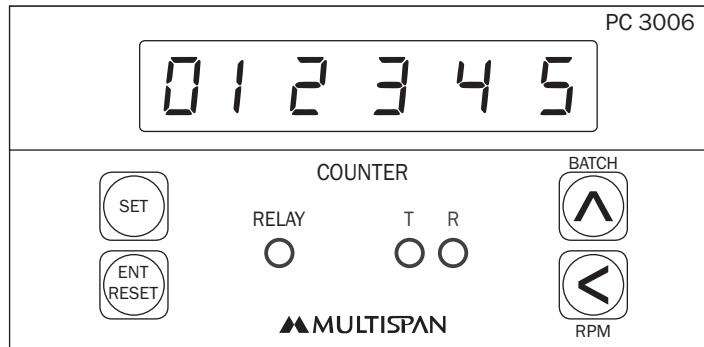 PC 3006
012345
COUNTER
BATCH
SET
RELAY
T R
ENT
RESET
MULTISPAN
RPM